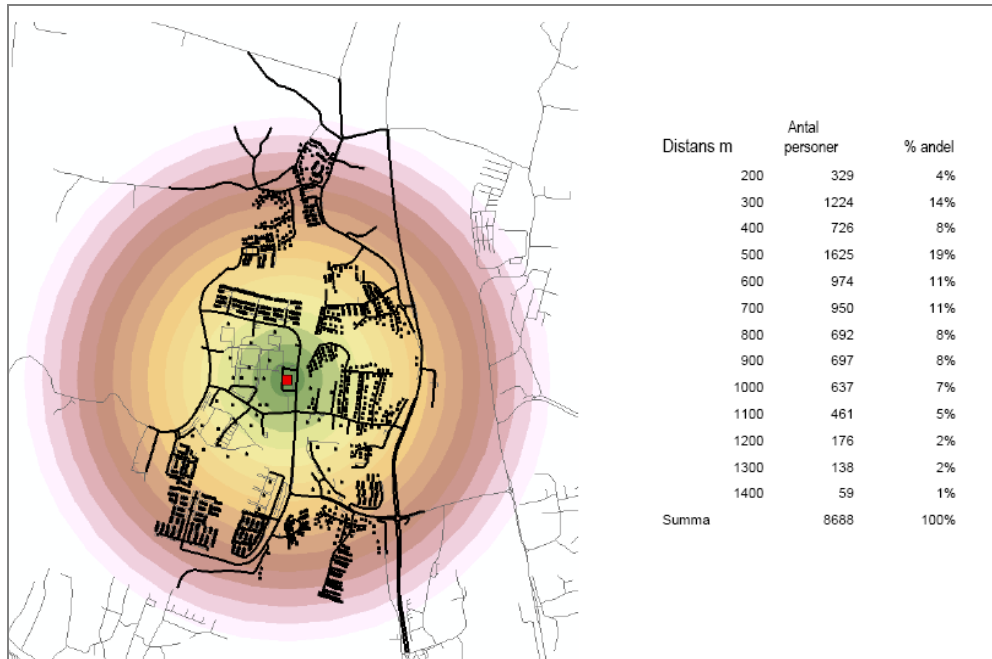 Distans m Antal personer % andel
200 329 4%
300 1224 14%
400 726 8%
500 1625 19%
600 974 11%
700 950 11%
800 692 8%
900 697 8%
1000 637 7%
1100 461 5%
1200 176 2%
1300 138 2%
1400 59 1%
Summa 8688 100%